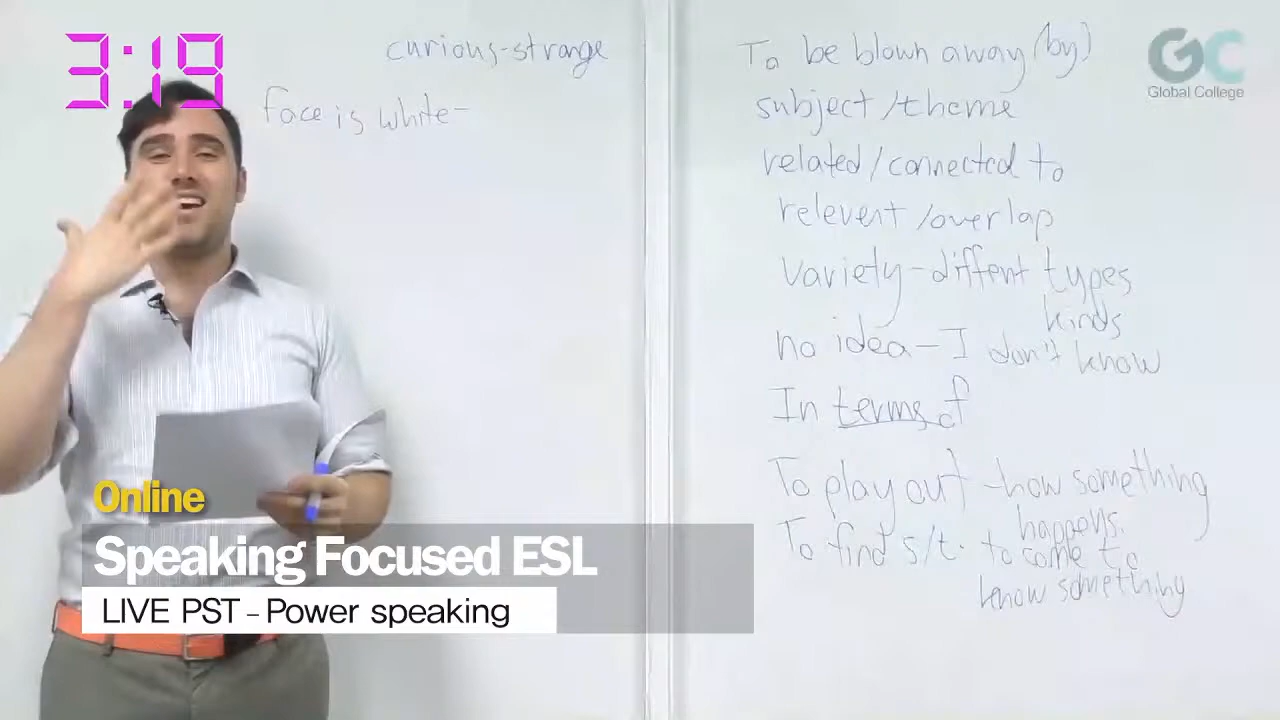 3:19
curious-strange
face is white-
To be blown away (by)
subject/theme
related/connected to
relevent/overlap
variety-diffent types
kinds
no idea-I don't know
In terms of
To play out-how something
happens.
To find s/t. to come to
know something
GC
Global College
Online
Speaking Focused ESL
LIVE PST - Power speaking